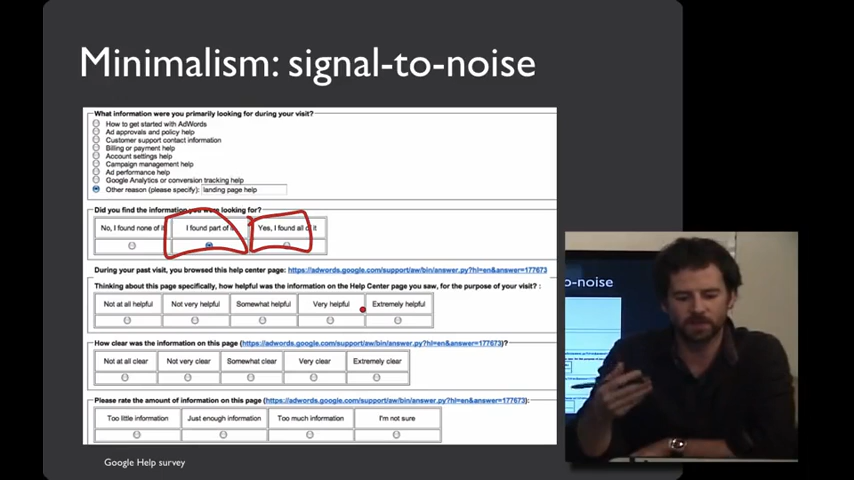 Minimalism: signal-to-noise
What information were you primarily looking for during your visit?
How to get started with AdWords
Ad approvals and policy help
Customer support contact information
Billing or payment help
Account settings help
Campaign management help
Ad performance help
Google Analytics or conversion tracking help
Other reason (please specify): landing page help
Did you find the information you were looking for?
No, I found none of it I found part of it Yes, I found all of it
During your past visit, you browsed this help center page: https://adwords.google.com/support/aw/bin/answer.py?hl=en&answer=177673
Thinking about this page specifically, how helpful was the information on the Help Center page you saw, for the purpose of your visit? :
Not at all helpful Not very helpful Somewhat helpful Very helpful Extremely helpful
How clear was the information on this page (https://adwords.google.com/support/aw/bin/answer.py?hl=en&answer=177673)?
Not at all clear Not very clear Somewhat clear Very clear Extremely clear
Please rate the amount of information on this page (https://adwords.google.com/support/aw/bin/answer.py?hl=en&answer=177673):
Too little information Just enough information Too much information I'm not sure
Google Help survey
o-noise